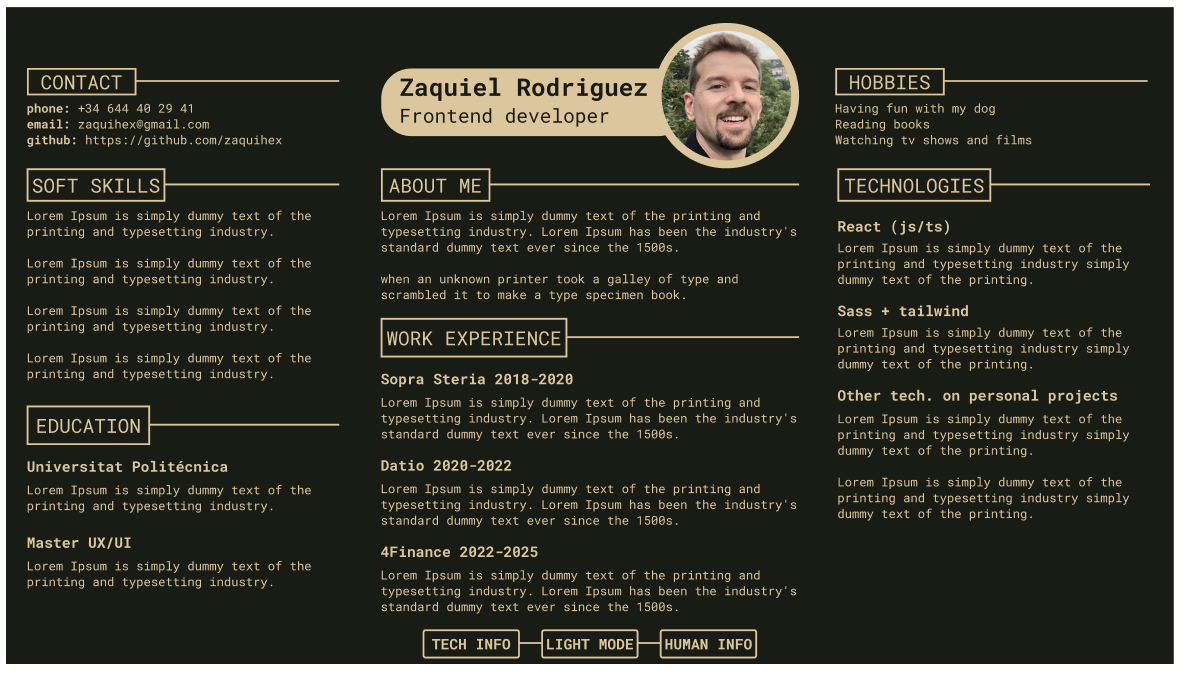 CONTACT
phone: +34 644 40 29 41
email: zaquihex@gmail.com
github: https://github.com/zaquihex
SOFT SKILLS
Lorem Ipsum is simply dummy text of the
printing and typesetting industry.
Lorem Ipsum is simply dummy text of the
printing and typesetting industry.
Lorem Ipsum is simply dummy text of the
printing and typesetting industry.
Lorem Ipsum is simply dummy text of the
printing and typesetting industry.
EDUCATION
Universitat Politécnica
Lorem Ipsum is simply dummy text of the
printing and typesetting industry.
Master UX/UI
Lorem Ipsum is simply dummy text of the
printing and typesetting industry.
Zaquiel Rodriguez
Frontend developer
ABOUT ME
Lorem Ipsum is simply dummy text of the printing and
typesetting industry. Lorem Ipsum has been the industry's
standard dummy text ever since the 1500s.
when an unknown printer took a galley of type and
scrambled it to make a type specimen book.
WORK EXPERIENCE
Sopra Steria 2018-2020
Lorem Ipsum is simply dummy text of the printing and
typesetting industry. Lorem Ipsum has been the industry's
standard dummy text ever since the 1500s.
Datio 2020-2022
Lorem Ipsum is simply dummy text of the printing and
typesetting industry. Lorem Ipsum has been the industry's
standard dummy text ever since the 1500s.
4Finance 2022-2025
Lorem Ipsum is simply dummy text of the printing and
typesetting industry. Lorem Ipsum has been the industry's
standard dummy text ever since the 1500s.
HOBBIES
Having fun with my dog
Reading books
Watching tv shows and films
TECHNOLOGIES
React (js/ts)
Lorem Ipsum is simply dummy text of the
printing and typesetting industry simply
dummy text of the printing.
Sass + tailwind
Lorem Ipsum is simply dummy text of the
printing and typesetting industry simply
dummy text of the printing.
Other tech. on personal projects
Lorem Ipsum is simply dummy text of the
printing and typesetting industry simply
dummy text of the printing.
Lorem Ipsum is simply dummy text of the
printing and typesetting industry simply
dummy text of the printing.
TECH INFO
LIGHT MODE
HUMAN INFO